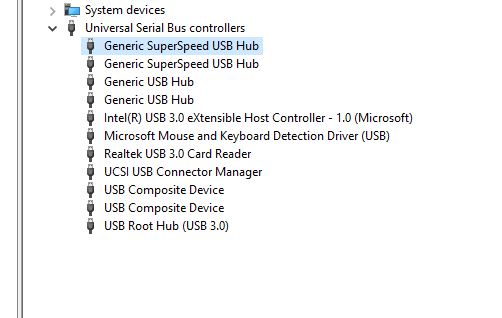 System devices
Universal Serial Bus controllers
Generic SuperSpeed USB Hub
Generic SuperSpeed USB Hub
Generic USB Hub
Generic USB Hub
Intel(R) USB 3.0 eXtensible Host Controller - 1.0 (Microsoft)
Microsoft Mouse and Keyboard Detection Driver (USB)
Realtek USB 3.0 Card Reader
UCSI USB Connector Manager
USB Composite Device
USB Composite Device
USB Root Hub (USB 3.0)